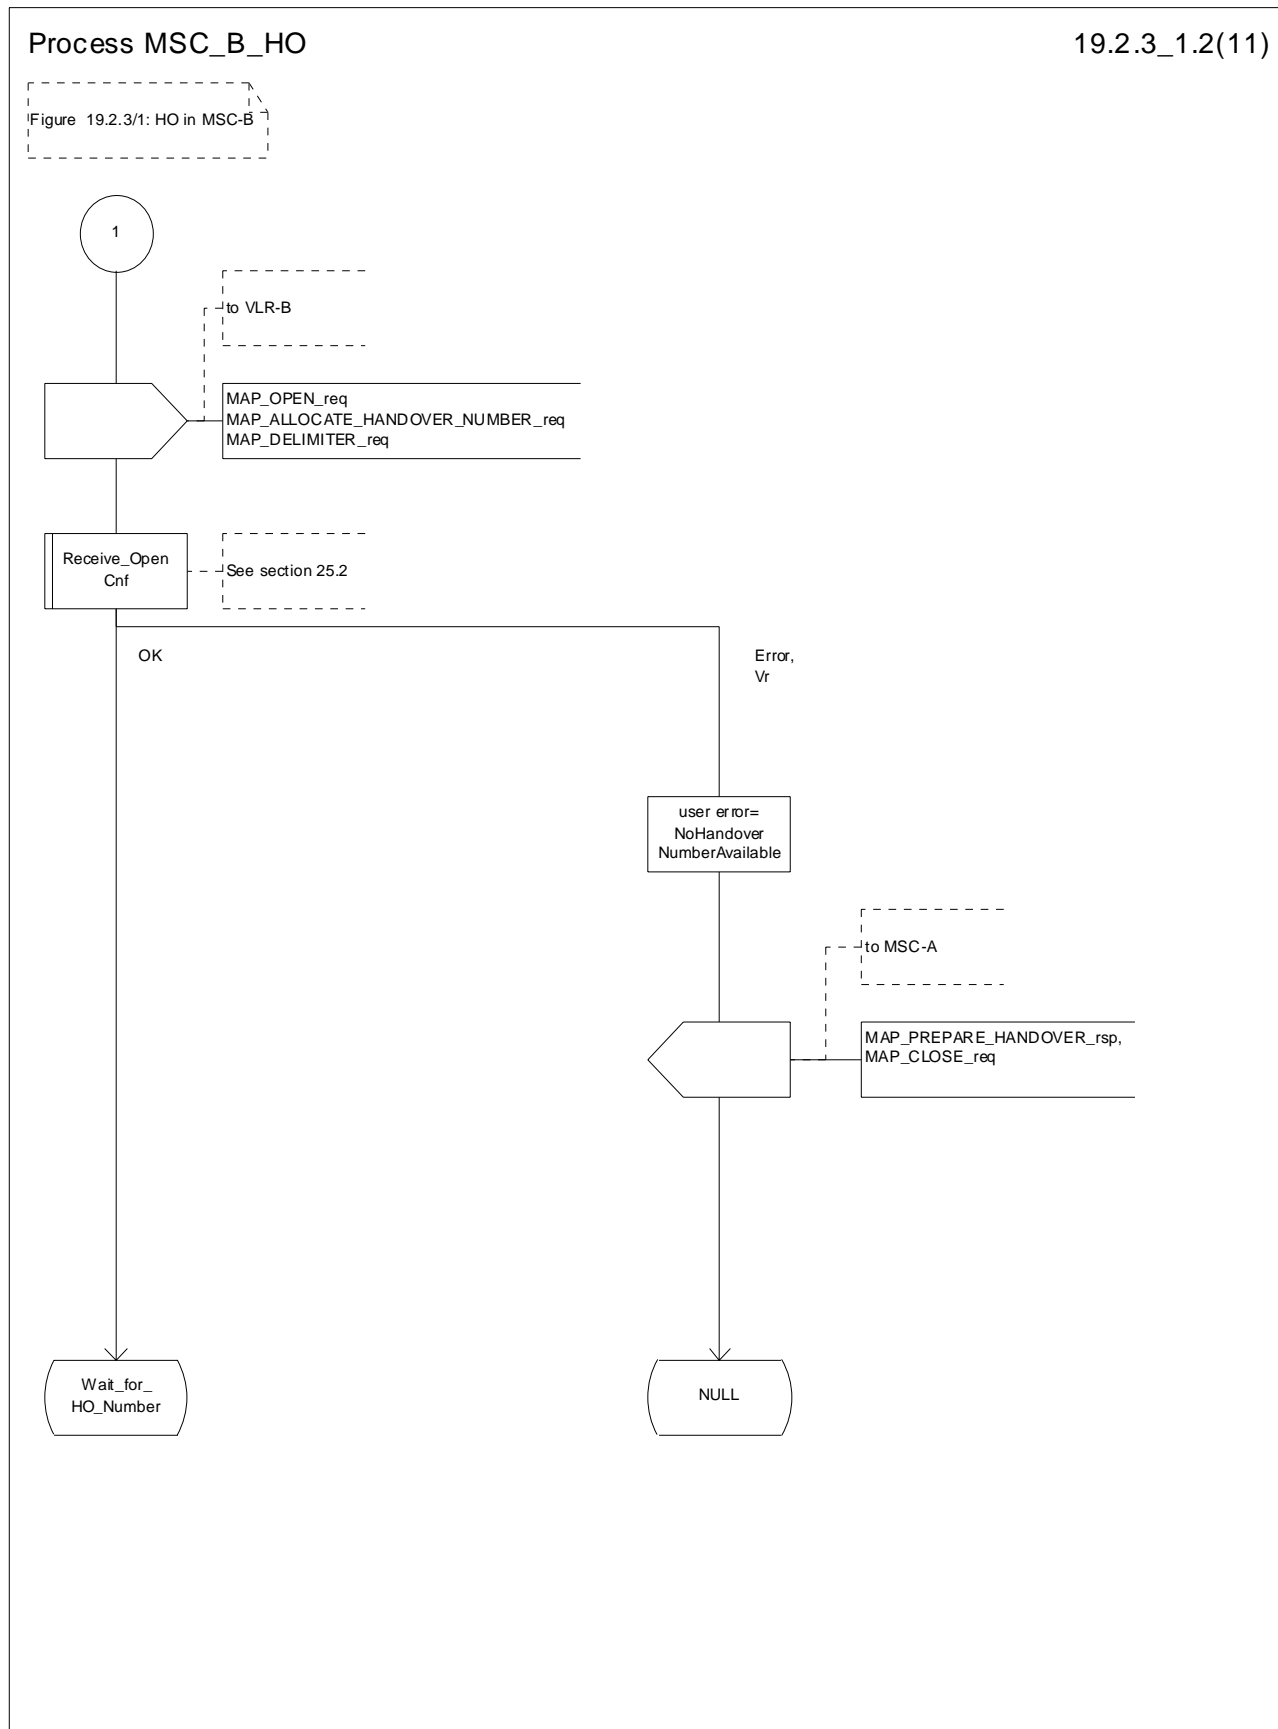 Process MSC_B_HO
19.2.3_1.2(11)
Figure 19.2.3/1: HO in MSC-B
1
to VLR-B
MAP_OPEN_req
MAP_ALLOCATE_HANDOVER_NUMBER_req
MAP_DELIMITER_req
Receive_Open
Cnf
See section 25.2
OK
Error,
Vr
user error=
NoHandover
NumberAvailable
to MSC-A
MAP_PREPARE_HANDOVER_rsp,
MAP_CLOSE_req
Wait_for_
HO_Number
NULL